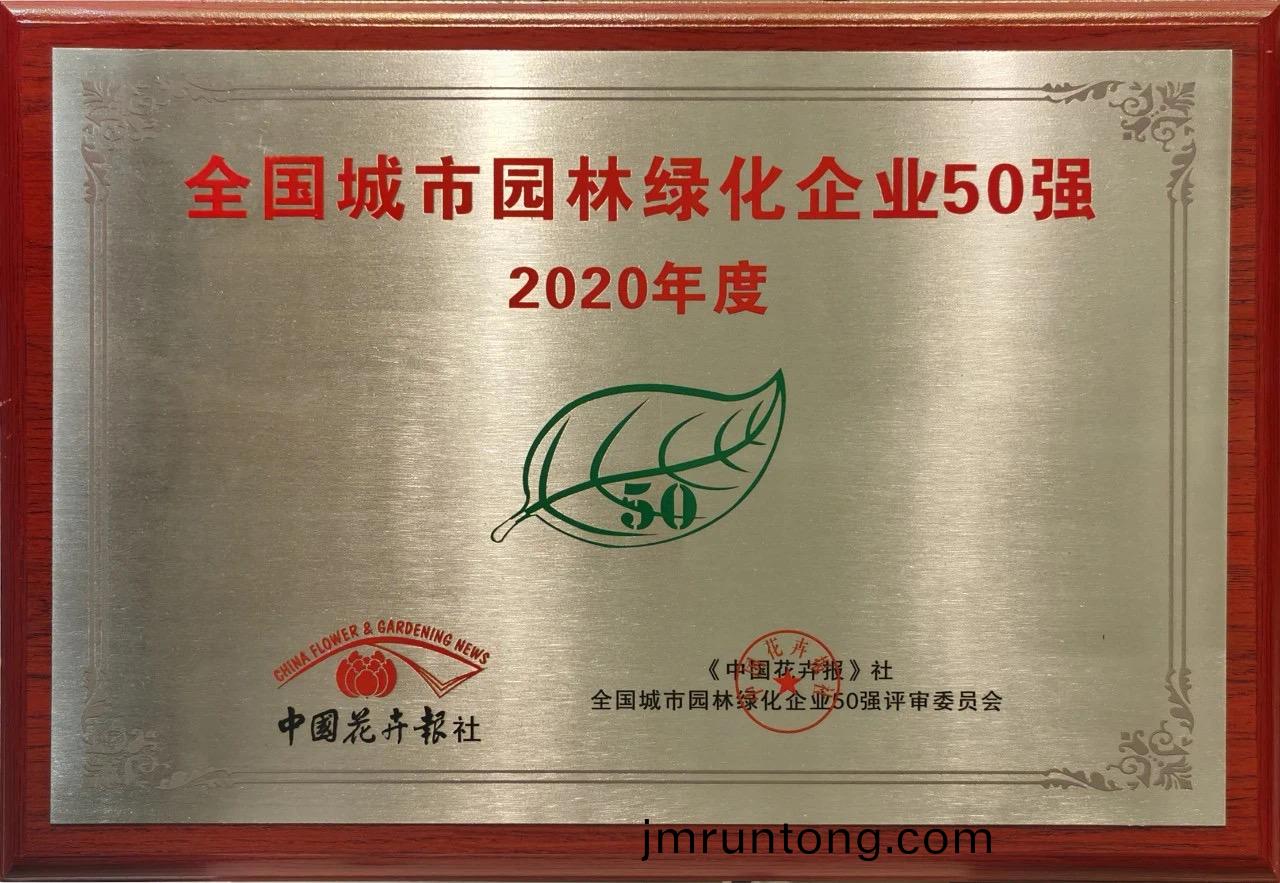 全国城市园林绿化企业50强
2020年度
50
CHINA FLOWER & GARDENING NEWS
中國花卉報社
《中国花卉报》社
全国城市园林绿化企业50强评审委员会
jmruntong.com